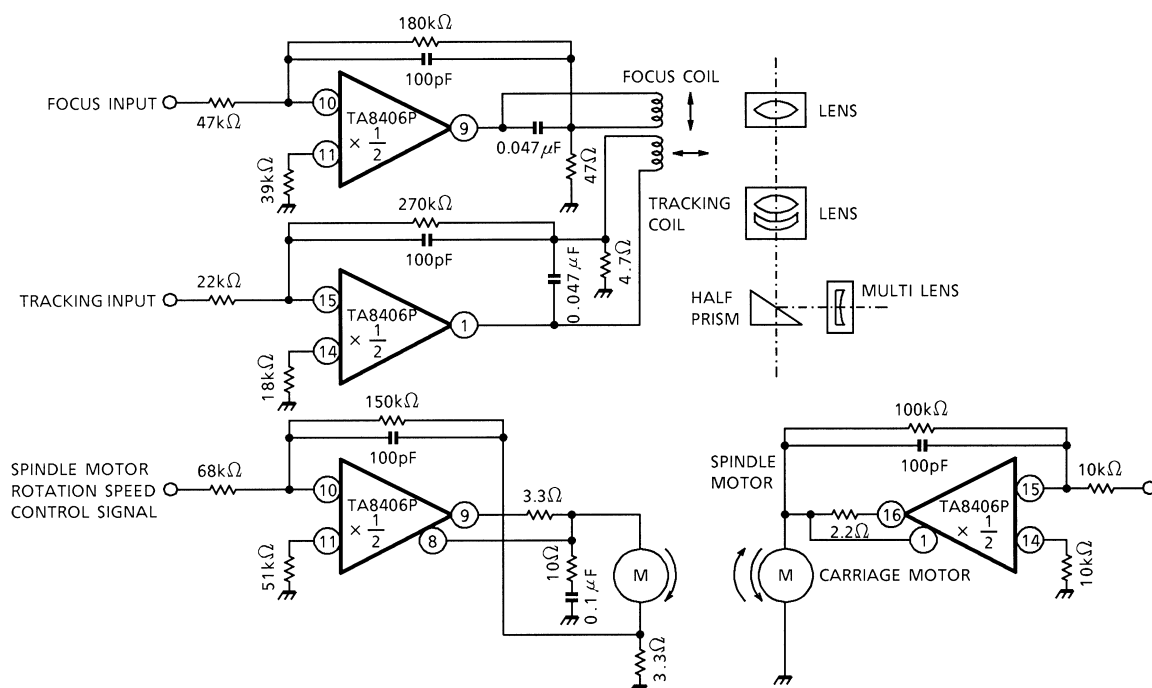 180kΩ
100pF
FOCUS INPUT
47kΩ
10
11
TA8406P
× 1/2
9
39kΩ
0.047μF
47Ω
FOCUS COIL
LENS
TRACKING
COIL
LENS
270kΩ
100pF
TRACKING INPUT
22kΩ
15
14
TA8406P
× 1/2
1
18kΩ
0.047μF
4.7Ω
HALF
PRISM
MULTI LENS
150kΩ
100pF
SPINDLE MOTOR
ROTATION SPEED
CONTROL SIGNAL
68kΩ
10
11
TA8406P
× 1/2
9
8
51kΩ
3.3Ω
10Ω
0.1μF
M
3.3Ω
SPINDLE
MOTOR
100kΩ
100pF
15
10kΩ
16
TA8406P
× 1/2
2.2Ω
1
14
10kΩ
M
CARRIAGE MOTOR